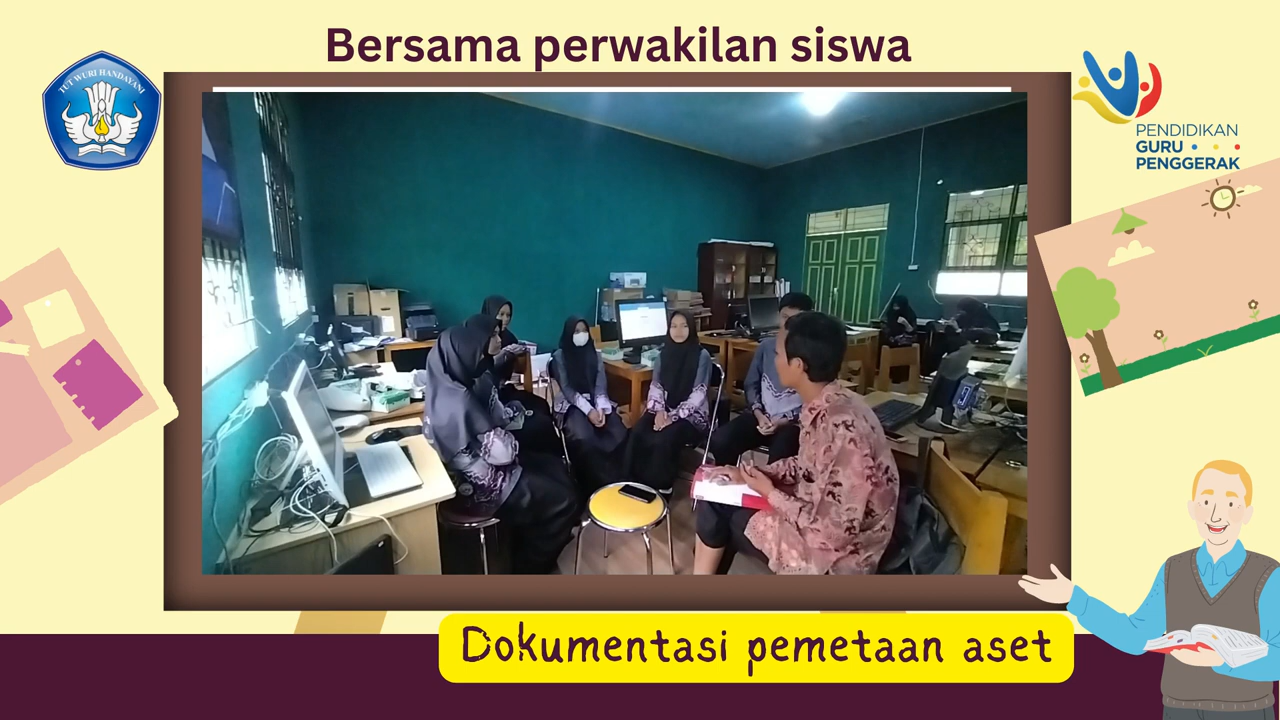 Bersama perwakilan siswa
TUT WURI HANDAYANI
PENDIDIKAN
GURU
PENGGERAK
Dokumentasi pemetaan aset